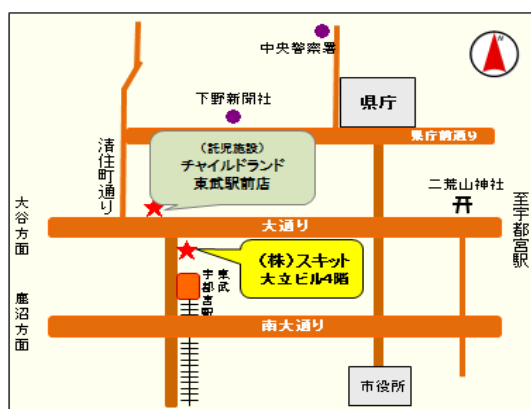 N
中央警察署
県庁
下野新聞社
県庁前通り
(託児施設)
チャイルドランド
東武駅前店
清住町通り
二荒山神社
大谷方面
大通り
至宇都宮駅
(株)スキット
大立ビル4階
東武
宇都宮駅
鹿沼方面
南大通り
市役所